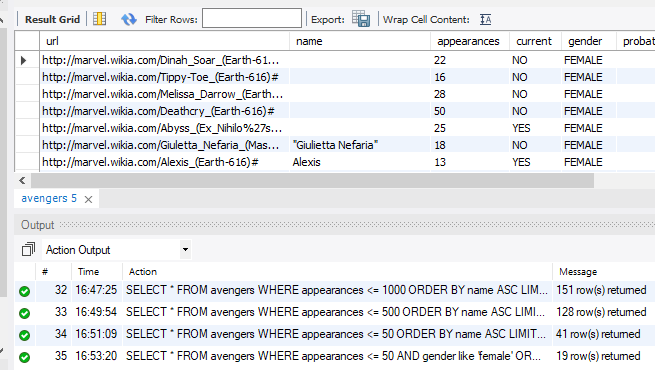 Result Grid Filter Rows: Export: Wrap Cell Content:
url name appearances current gender probat
http://marvel.wikia.com/Dinah_Soar_(Earth-61... 22 NO FEMALE
http://marvel.wikia.com/Tippy-Toe_(Earth-616)# 16 NO FEMALE
http://marvel.wikia.com/Melissa_Darrow_(Earth... 28 NO FEMALE
http://marvel.wikia.com/Deathcry_(Earth-616)# 50 NO FEMALE
http://marvel.wikia.com/Abyss_(Ex_Nihilo%27s... 25 YES FEMALE
http://marvel.wikia.com/Giuletta_Nefaria_(Mas... "Giulietta Nefaria" 18 NO FEMALE
http://marvel.wikia.com/Alexis_(Earth-616)# Alexis 13 YES FEMALE
avengers 5
Output
Action Output
# Time Action Message
32 16:47:25 SELECT * FROM avengers WHERE appearances <= 1000 ORDER BY name ASC LIM... 151 row(s) returned
33 16:49:54 SELECT * FROM avengers WHERE appearances <= 500 ORDER BY name ASC LIMI... 128 row(s) returned
34 16:51:09 SELECT * FROM avengers WHERE appearances <= 50 ORDER BY name ASC LIMIT... 41 row(s) returned
35 16:53:20 SELECT * FROM avengers WHERE appearances <= 50 AND gender like 'female' OR... 19 row(s) returned